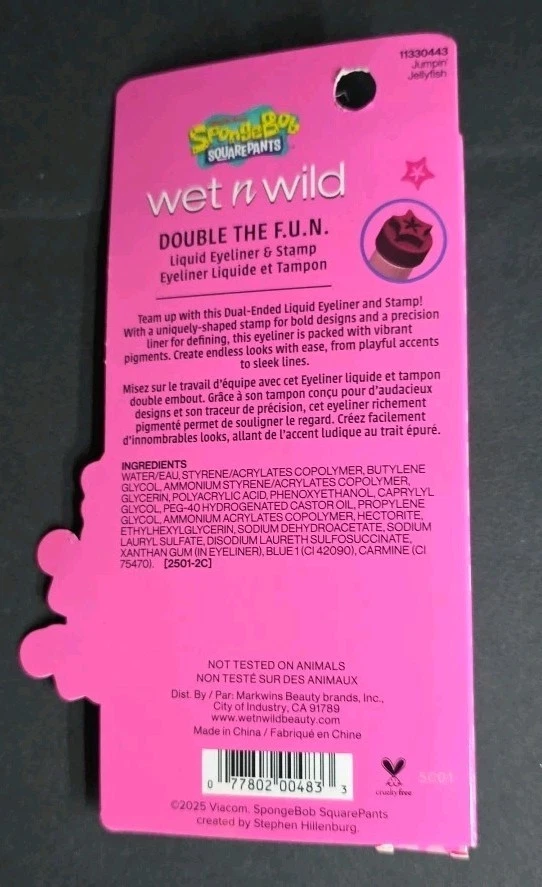 11330443
Jumpin'
Jellyfish
SpongeBob
SQUAREPANTS
wet n wild
DOUBLE THE F.U.N.
Liquid Eyeliner & Stamp
Eyeliner Liquide et Tampon
Team up with this Dual-Ended Liquid Eyeliner and Stamp!
With a uniquely-shaped stamp for bold designs and a precision
liner for defining, this eyeliner is packed with vibrant
pigments. Create endless looks with ease, from playful accents
to sleek lines.
Misez sur le travail d'équipe avec cet Eyeliner liquide et tampon
double embout. Grâce à son tampon conçu pour d'audacieux
designs et son traceur de précision, cet eyeliner richement
pigmenté permet de souligner le regard. Créez facilement
d'innombrables looks, allant de l'accent ludique au trait épuré.
INGREDIENTS
WATER/EAU, STYRENE/ACRYLATES COPOLYMER, BUTYLENE
GLYCOL, AMMONIUM STYRENE/ACRYLATES COPOLYMER,
GLYCERIN, POLYACRYLIC ACID, PHENOXYETHANOL, CAPRYLYL
GLYCOL, PEG-40 HYDROGENATED CASTOR OIL, PROPYLENE
GLYCOL, AMMONIUM ACRYLATES COPOLYMER, HECTORITE,
ETHYLHEXYLGLYCERIN, SODIUM DEHYDROACETATE, SODIUM
LAURYL SULFATE, DISODIUM LAURETH SULFOSUCCINATE,
XANTHAN GUM (IN EYELINER), BLUE 1 (CI 42090), CARMINE (CI
75470). [2501-2C]
NOT TESTED ON ANIMALS
NON TESTÉ SUR DES ANIMAUX
Dist. By / Par: Markwins Beauty brands, Inc.,
City of Industry, CA 91789
www.wetnwildbeauty.com
Made in China / Fabriqué en Chine
0 77802 00483 3
cruelty free
©2025 Viacom. SpongeBob SquarePants
created by Stephen Hillenburg.